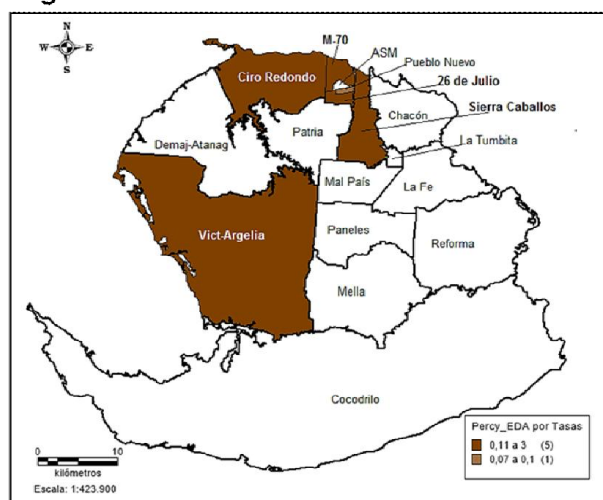 N
W E
S
M-70
ASM
Pueblo Nuevo
Ciro Redondo
26 de Julio
Sierra Caballos
Chacón
Patria
Demaj-Atanag
La Tumbita
Mal País
La Fe
Vict-Argelia
Paneles
Reforma
Mella
Cocodrilo
Percy_EDA por Tasas
0,11 a 3 (5)
0,07 a 0,1 (1)
0 10
kilómetros
Escala: 1:423.900